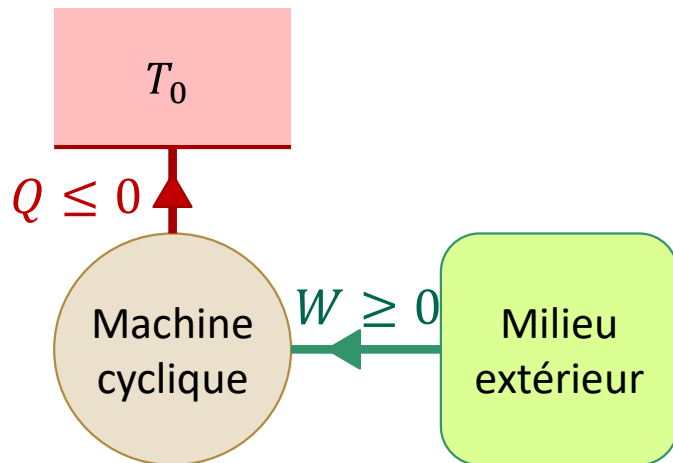 T₀
Q ≤ 0
W ≥ 0
Machine
cyclique
Milieu
extérieur